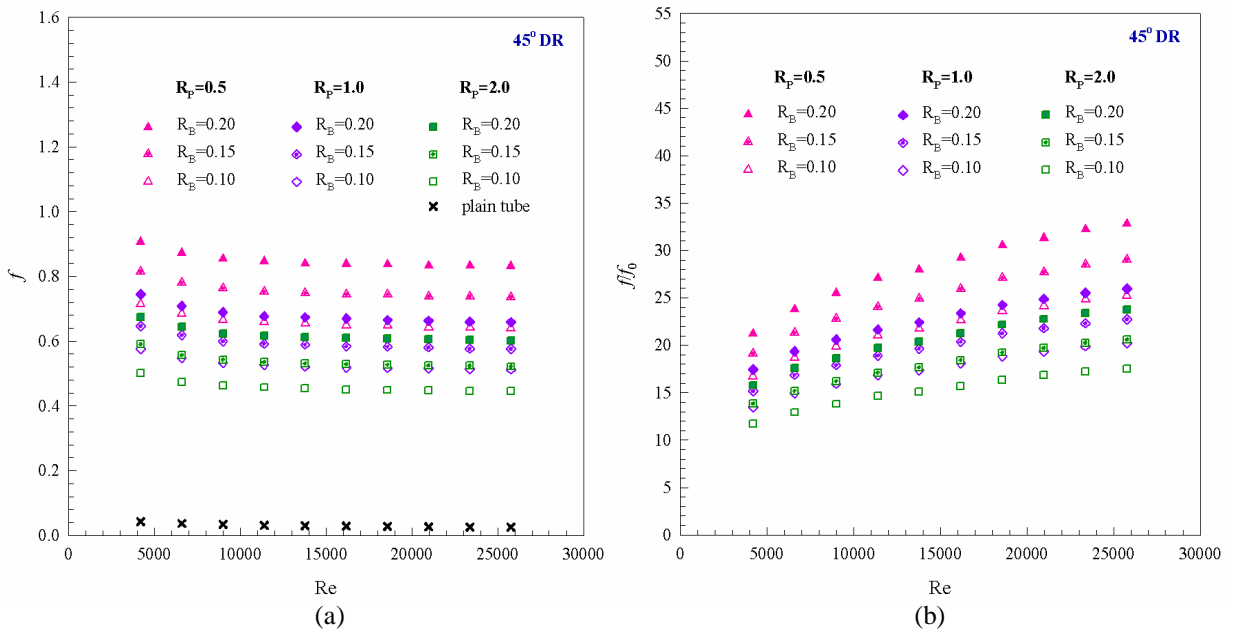 45° DR
R_P=0.5 R_P=1.0 R_P=2.0
R_B=0.20 R_B=0.20 R_B=0.20
R_B=0.15 R_B=0.15 R_B=0.15
R_B=0.10 R_B=0.10 R_B=0.10
plain tube
1.6
1.4
1.2
1.0
0.8
0.6
0.4
0.2
0.0
f
0 5000 10000 15000 20000 25000 30000
Re
(a)
45° DR
R_P=0.5 R_P=1.0 R_P=2.0
R_B=0.20 R_B=0.20 R_B=0.20
R_B=0.15 R_B=0.15 R_B=0.15
R_B=0.10 R_B=0.10 R_B=0.10
55
50
45
40
35
30
25
20
15
10
5
0
f/f₀
0 5000 10000 15000 20000 25000 30000
Re
(b)